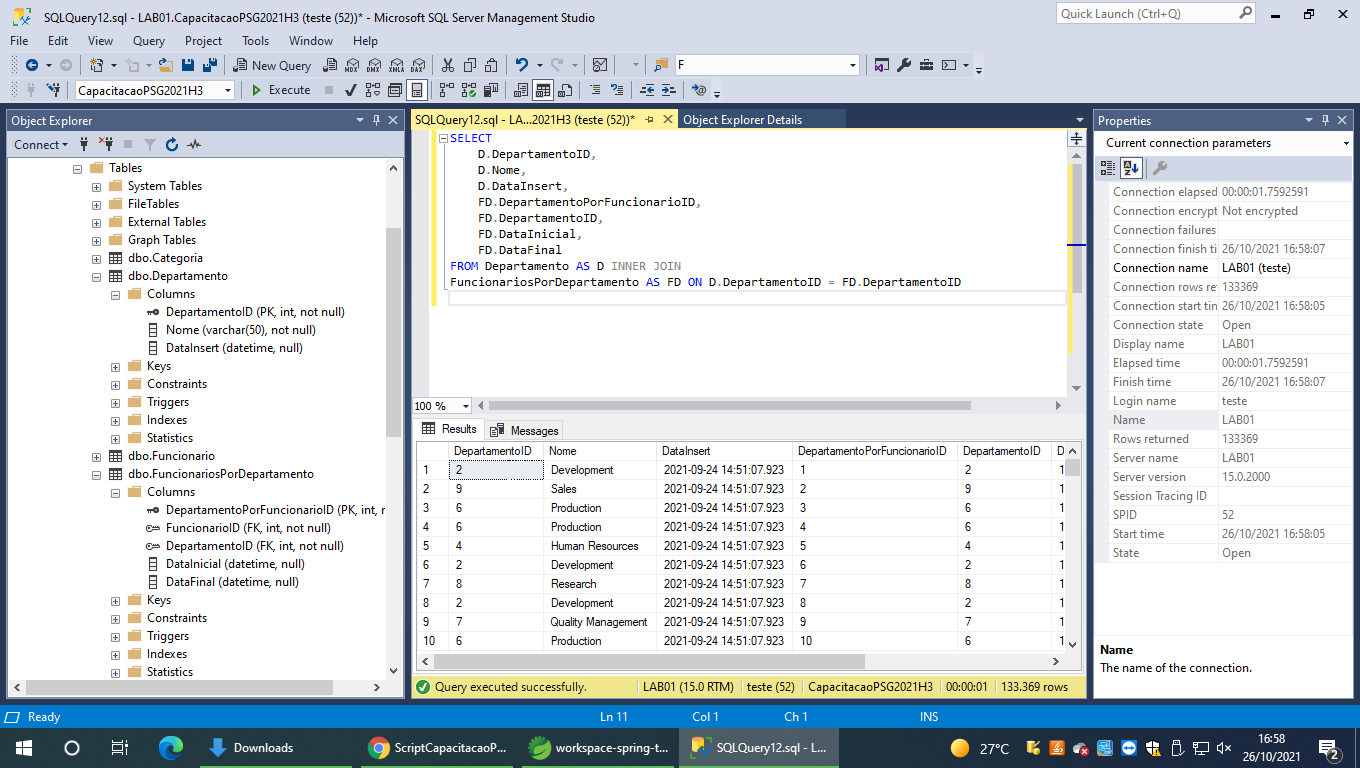 SQLQuery12.sql - LAB01.CapacitacaoPSG2021H3 (teste (52))* - Microsoft SQL Server Management Studio
Quick Launch (Ctrl+Q)
File Edit View Query Project Tools Window Help
New Query
MDX DMX XMLA DAX
F
CapacitacaoPSG2021H3
Execute
Object Explorer
Connect
Tables
System Tables
FileTables
External Tables
Graph Tables
dbo.Categoria
dbo.Departamento
Columns
DepartamentoID (PK, int, not null)
Nome (varchar(50), not null)
DataInsert (datetime, null)
Keys
Constraints
Triggers
Indexes
Statistics
dbo.Funcionario
dbo.FuncionariosPorDepartamento
Columns
DepartamentoPorFuncionarioID (PK, int, r
FuncionarioID (FK, int, not null)
DepartamentoID (FK, int, not null)
DataInicial (datetime, null)
DataFinal (datetime, null)
Keys
Constraints
Triggers
Indexes
Statistics
SQLQuery12.sql - LA...2021H3 (teste (52))*
Object Explorer Details
SELECT
D.DepartamentoID,
D.Nome,
D.DataInsert,
FD.DepartamentoPorFuncionarioID,
FD.DepartamentoID,
FD.DataInicial,
FD.DataFinal
FROM Departamento AS D INNER JOIN
FuncionariosPorDepartamento AS FD ON D.DepartamentoID = FD.DepartamentoID
100 %
Results Messages
DepartamentoID Nome DataInsert DepartamentoPorFuncionarioID DepartamentoID D
1 2 Development 2021-09-24 14:51:07.923 1 2 1
2 9 Sales 2021-09-24 14:51:07.923 2 9 1
3 6 Production 2021-09-24 14:51:07.923 3 6 1
4 6 Production 2021-09-24 14:51:07.923 4 6 1
5 4 Human Resources 2021-09-24 14:51:07.923 5 4 1
6 2 Development 2021-09-24 14:51:07.923 6 2 1
7 8 Research 2021-09-24 14:51:07.923 7 8 1
8 2 Development 2021-09-24 14:51:07.923 8 2 1
9 7 Quality Management 2021-09-24 14:51:07.923 9 7 1
10 6 Production 2021-09-24 14:51:07.923 10 6 1
Query executed successfully. LAB01 (15.0 RTM) teste (52) CapacitacaoPSG2021H3 00:00:01 133.369 rows
Properties
Current connection parameters
Connection elapsed 00:00:01.7592591
Connection encrypt Not encrypted
Connection failures
Connection finish ti 26/10/2021 16:58:07
Connection name LAB01 (teste)
Connection rows re 133369
Connection start tin 26/10/2021 16:58:05
Connection state Open
Display name LAB01
Elapsed time 00:00:01.7592591
Finish time 26/10/2021 16:58:07
Login name teste
Name LAB01
Rows returned 133369
Server name LAB01
Server version 15.0.2000
Session Tracing ID
SPID 52
Start time 26/10/2021 16:58:05
State Open
Name
The name of the connection.
Ready Ln 11 Col 1 Ch 1 INS
Downloads
ScriptCapacitacaoP...
workspace-spring-t...
SQLQuery12.sql - L...
27°C
16:58
26/10/2021
2